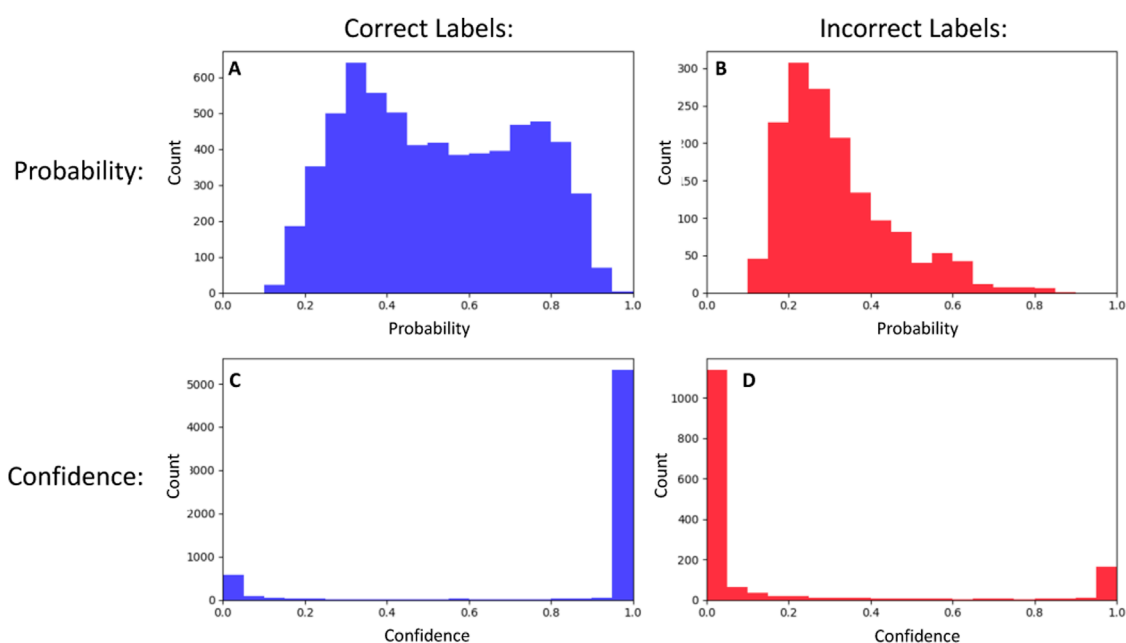 Correct Labels:
Incorrect Labels:
Probability:
Confidence:
A
Count
600
500
400
300
200
100
0
0.0 0.2 0.4 0.6 0.8 1.0
Probability
B
Count
300
250
200
150
100
50
0
0.0 0.2 0.4 0.6 0.8 1.0
Probability
C
Count
5000
4000
3000
2000
1000
0
0.0 0.2 0.4 0.6 0.8 1.0
Confidence
D
Count
1000
800
600
400
200
0
0.0 0.2 0.4 0.6 0.8 1.0
Confidence